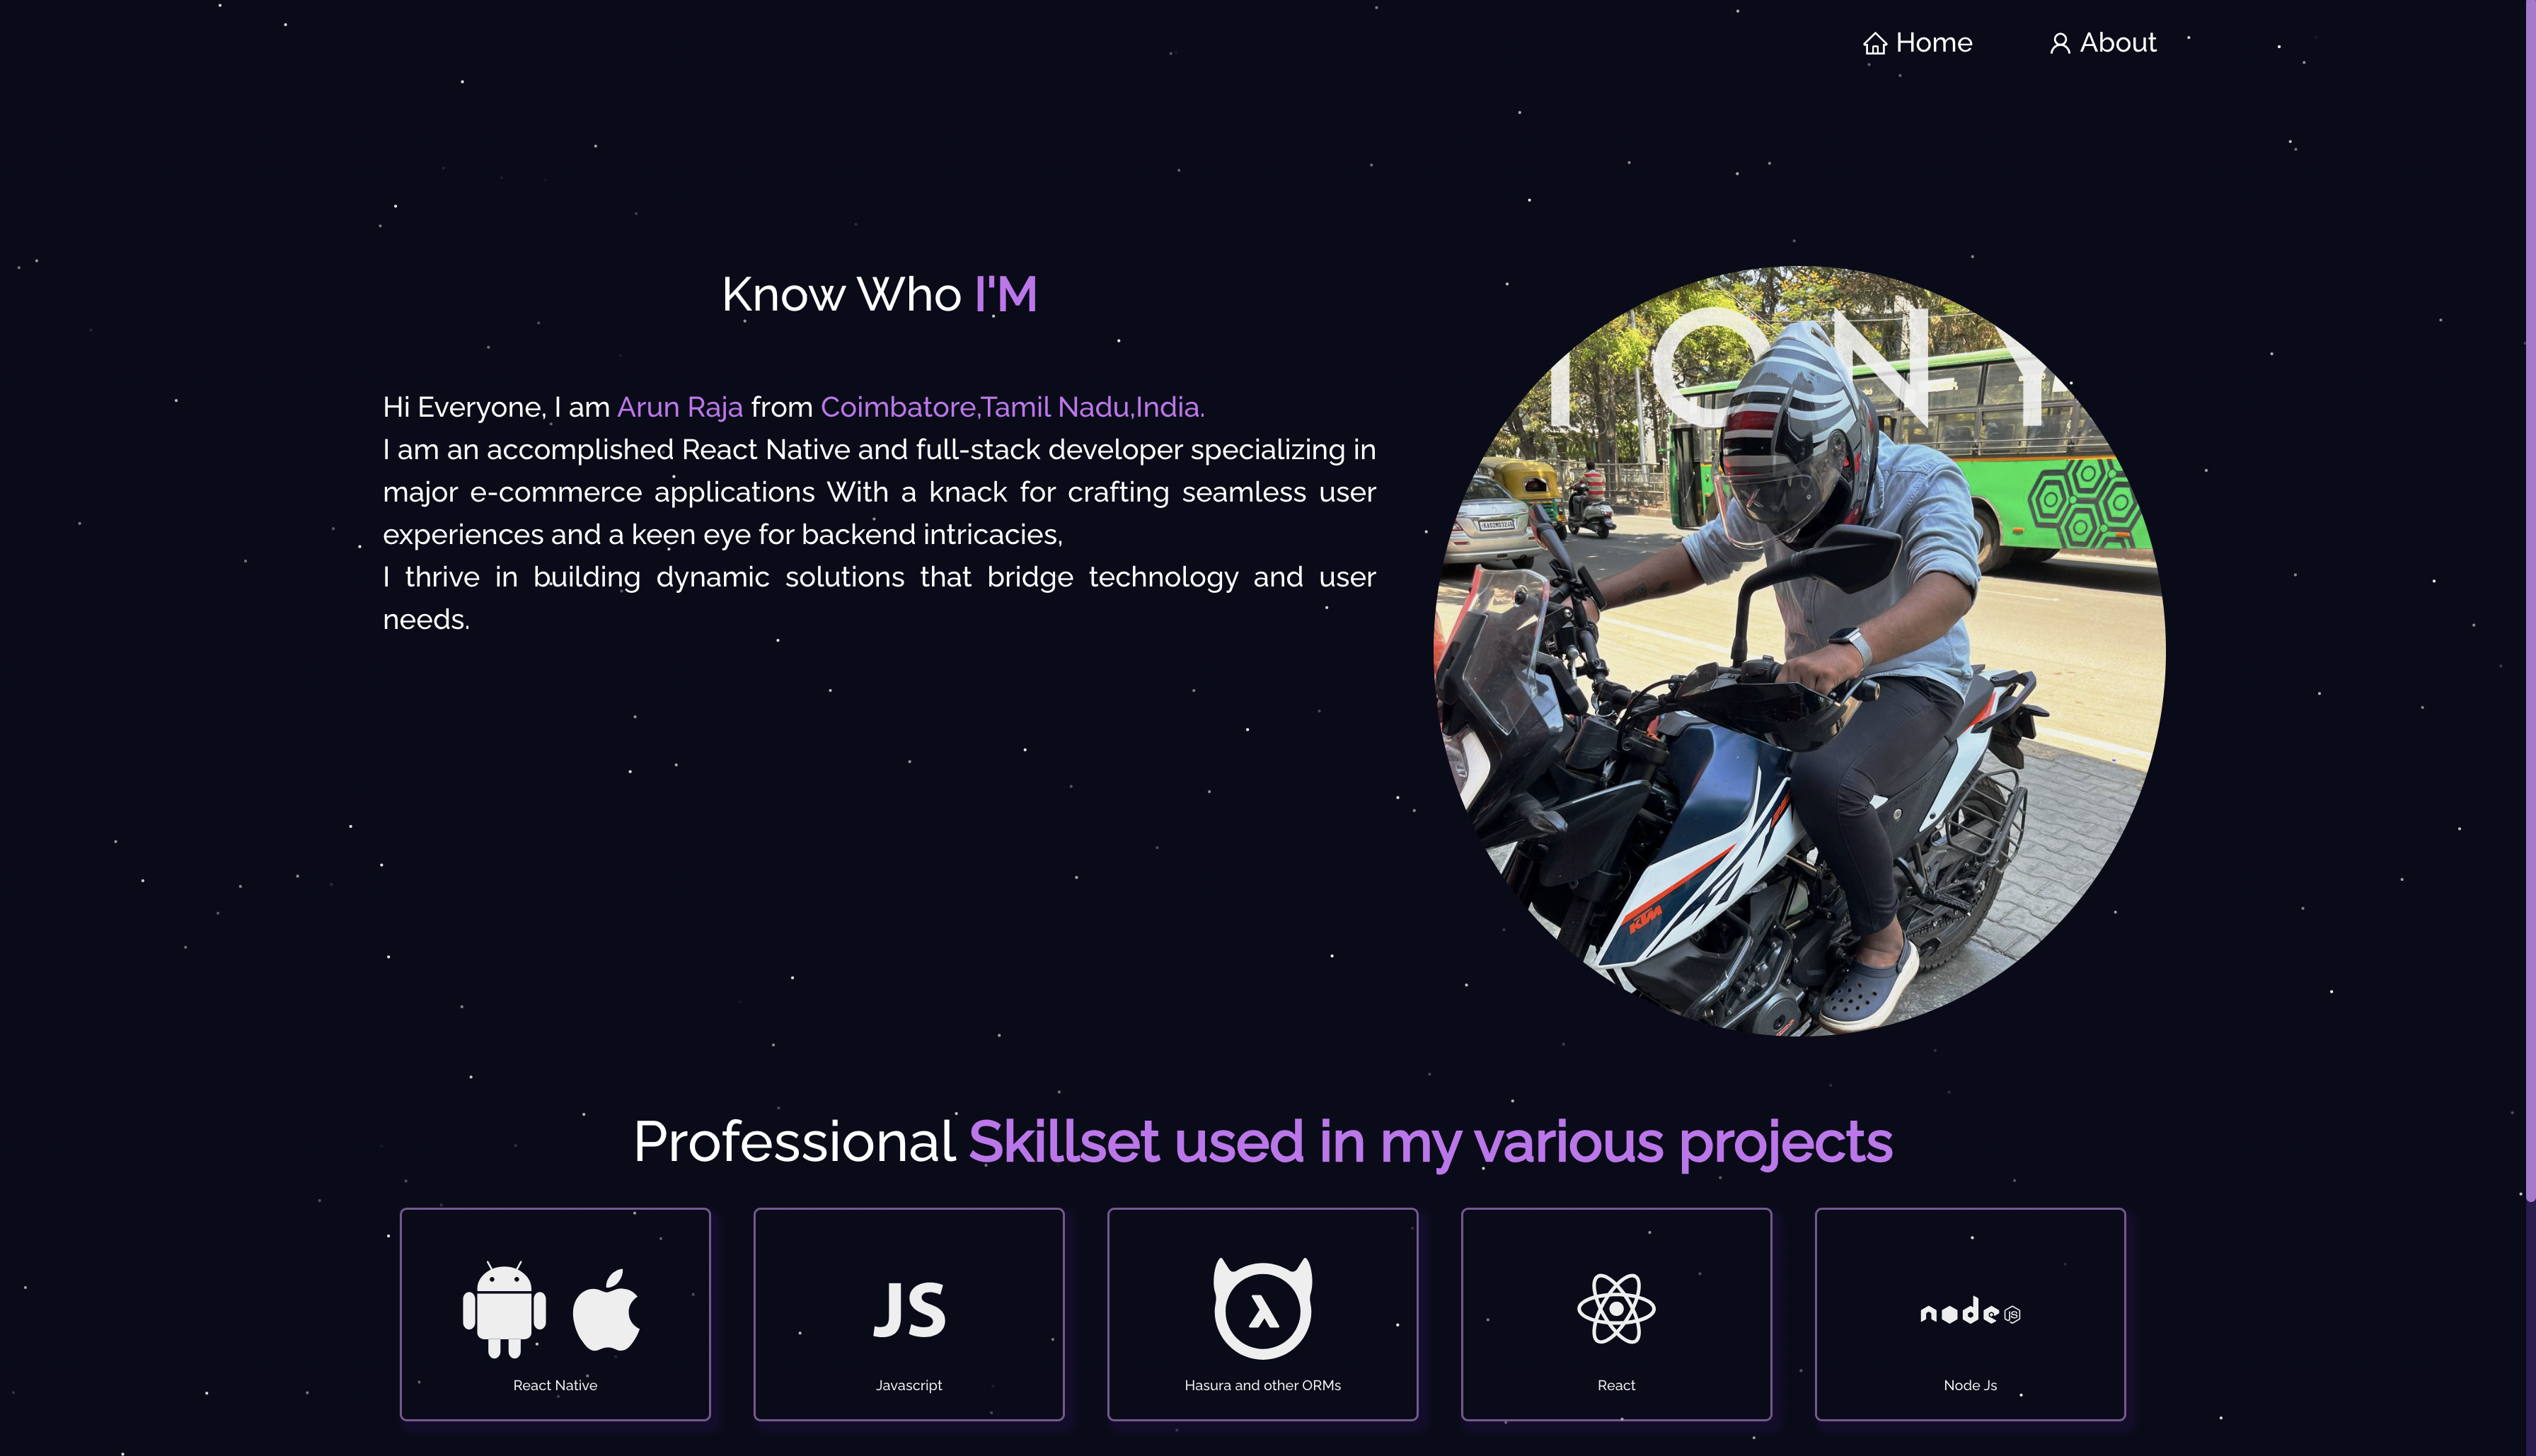 Home
About
Know Who I'M
Hi Everyone, I am Arun Raja from Coimbatore,Tamil Nadu,India.
I am an accomplished React Native and full-stack developer specializing in
major e-commerce applications With a knack for crafting seamless user
experiences and a keen eye for backend intricacies,
I thrive in building dynamic solutions that bridge technology and user
needs.
TONY
KTM
Professional Skillset used in my various projects
JS
node JS
React Native
Javascript
Hasura and other ORMs
React
Node Js